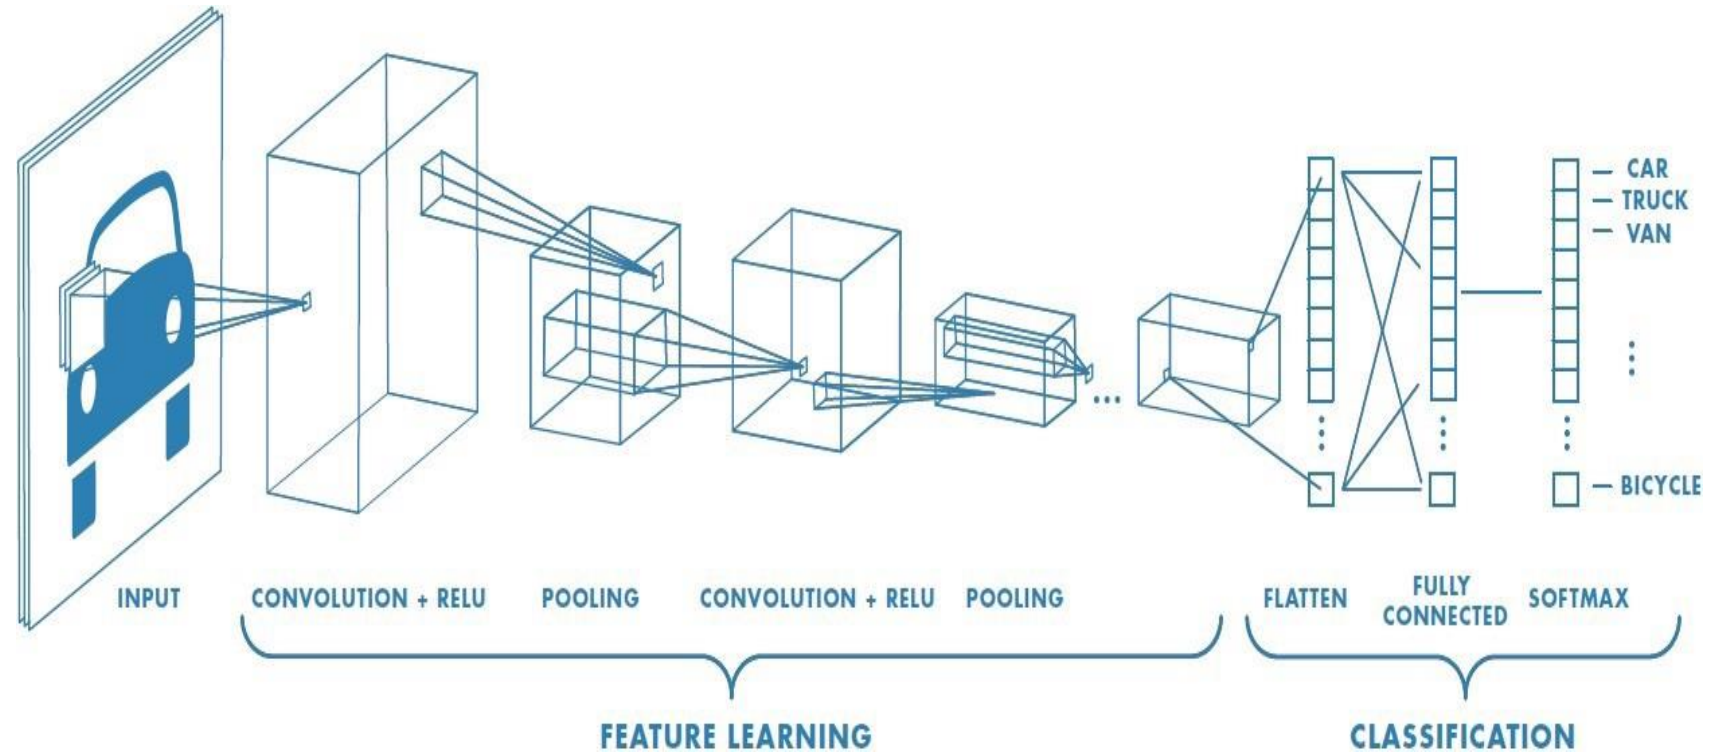 CAR
TRUCK
VAN
BICYCLE
INPUT
CONVOLUTION + RELU
POOLING
CONVOLUTION + RELU
POOLING
FLATTEN
FULLY
CONNECTED
SOFTMAX
FEATURE LEARNING
CLASSIFICATION